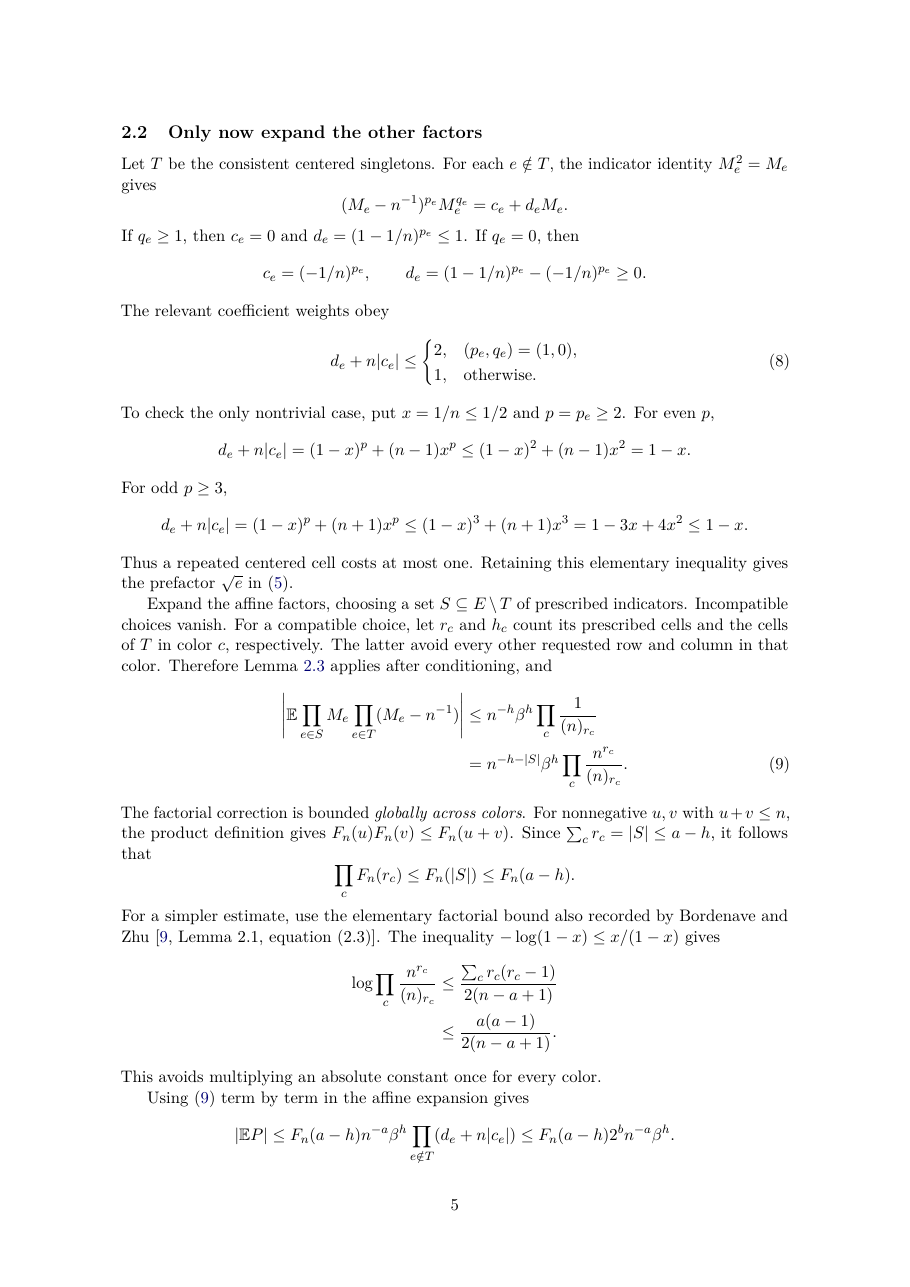 2.2 Only now expand the other factors
Let T be the consistent centered singletons. For each e ∉ T, the indicator identity M_e^2 = M_e
gives
(M_e − n^{−1})^{p_e} M_e^{q_e} = c_e + d_e M_e.
If q_e ≥ 1, then c_e = 0 and d_e = (1 − 1/n)^{p_e} ≤ 1. If q_e = 0, then
c_e = (−1/n)^{p_e}, d_e = (1 − 1/n)^{p_e} − (−1/n)^{p_e} ≥ 0.
The relevant coefficient weights obey
d_e + n|c_e| ≤ { 2, (p_e, q_e) = (1, 0),
1, otherwise. (8)
To check the only nontrivial case, put x = 1/n ≤ 1/2 and p = p_e ≥ 2. For even p,
d_e + n|c_e| = (1 − x)^p + (n − 1)x^p ≤ (1 − x)^2 + (n − 1)x^2 = 1 − x.
For odd p ≥ 3,
d_e + n|c_e| = (1 − x)^p + (n + 1)x^p ≤ (1 − x)^3 + (n + 1)x^3 = 1 − 3x + 4x^2 ≤ 1 − x.
Thus a repeated centered cell costs at most one. Retaining this elementary inequality gives
the prefactor √e in (5).
Expand the affine factors, choosing a set S ⊆ E \ T of prescribed indicators. Incompatible
choices vanish. For a compatible choice, let r_c and h_c count its prescribed cells and the cells
of T in color c, respectively. The latter avoid every other requested row and column in that
color. Therefore Lemma 2.3 applies after conditioning, and
|𝔼 ∏_{e∈S} M_e ∏_{e∈T} (M_e − n^{−1})| ≤ n^{−h} β^h ∏_c 1/(n)_{r_c}
= n^{−h−|S|} β^h ∏_c n^{r_c}/(n)_{r_c}. (9)
The factorial correction is bounded globally across colors. For nonnegative u, v with u + v ≤ n,
the product definition gives F_n(u)F_n(v) ≤ F_n(u + v). Since ∑_c r_c = |S| ≤ a − h, it follows
that
∏_c F_n(r_c) ≤ F_n(|S|) ≤ F_n(a − h).
For a simpler estimate, use the elementary factorial bound also recorded by Bordenave and
Zhu [9, Lemma 2.1, equation (2.3)]. The inequality − log(1 − x) ≤ x/(1 − x) gives
log ∏_c n^{r_c}/(n)_{r_c} ≤ ∑_c r_c(r_c − 1)/2(n − a + 1)
≤ a(a − 1)/2(n − a + 1).
This avoids multiplying an absolute constant once for every color.
Using (9) term by term in the affine expansion gives
|𝔼P| ≤ F_n(a − h)n^{−a} β^h ∏_{e∉T} (d_e + n|c_e|) ≤ F_n(a − h)2^b n^{−a} β^h.
5